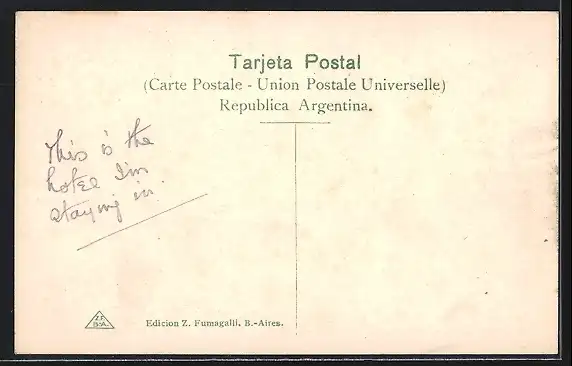 Tarjeta Postal
(Carte Postale - Union Postale Universelle)
Republica Argentina.
This is the
hotel I'm
staying in.
Z.F.
B-A.
Edicion Z. Fumagalli, B.-Aires.